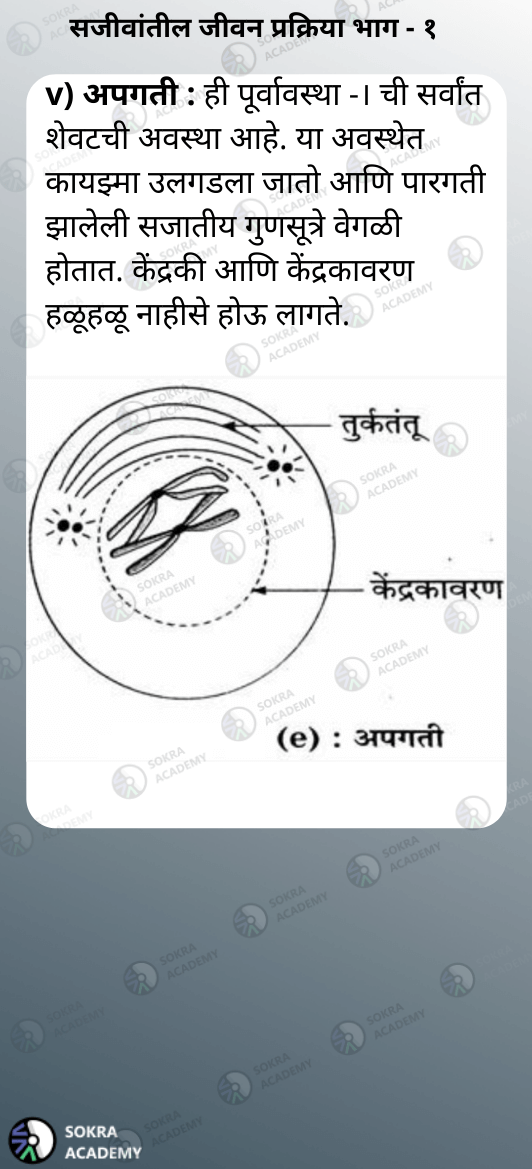 सजीवांतील जीवन प्रक्रिया भाग - १
v) अपगती : ही पूर्वावस्था -। ची सर्वांत
शेवटची अवस्था आहे. या अवस्थेत
कायझ्मा उलगडला जातो आणि पारगती
झालेली सजातीय गुणसूत्रे वेगळी
होतात. केंद्रकी आणि केंद्रकावरण
हळूहळू नाहीसे होऊ लागते.
तुर्कतंतू
केंद्रकावरण
(e) : अपगती
SOKRA
ACADEMY